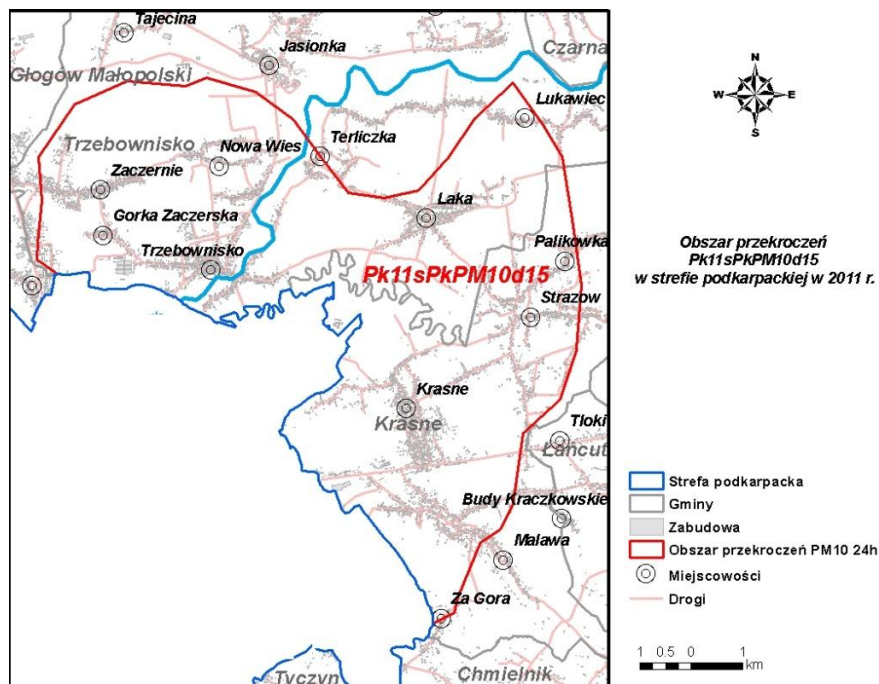 Tajecina
Jasionka
Czarna
Głogów Małopolski
Lukawiec
Trzebownisko
Nowa Wies
Terliczka
Zaczernie
Laka
Gorka Zaczerska
Palikowka
Trzebownisko
Pk11sPkPM10d15
Strazow
Krasne
Krasne
Tloki
Łańcut
Budy Kraczkowskie
Malawa
Za Gora
Chmielnik
Tyczyn
N
W E
S
Obszar przekroczeń
Pk11sPkPM10d15
w strefie podkarpackiej w 2011 r.
Strefa podkarpacka
Gminy
Zabudowa
Obszar przekroczeń PM10 24h
Miejscowości
Drogi
1 0.5 0 1
km